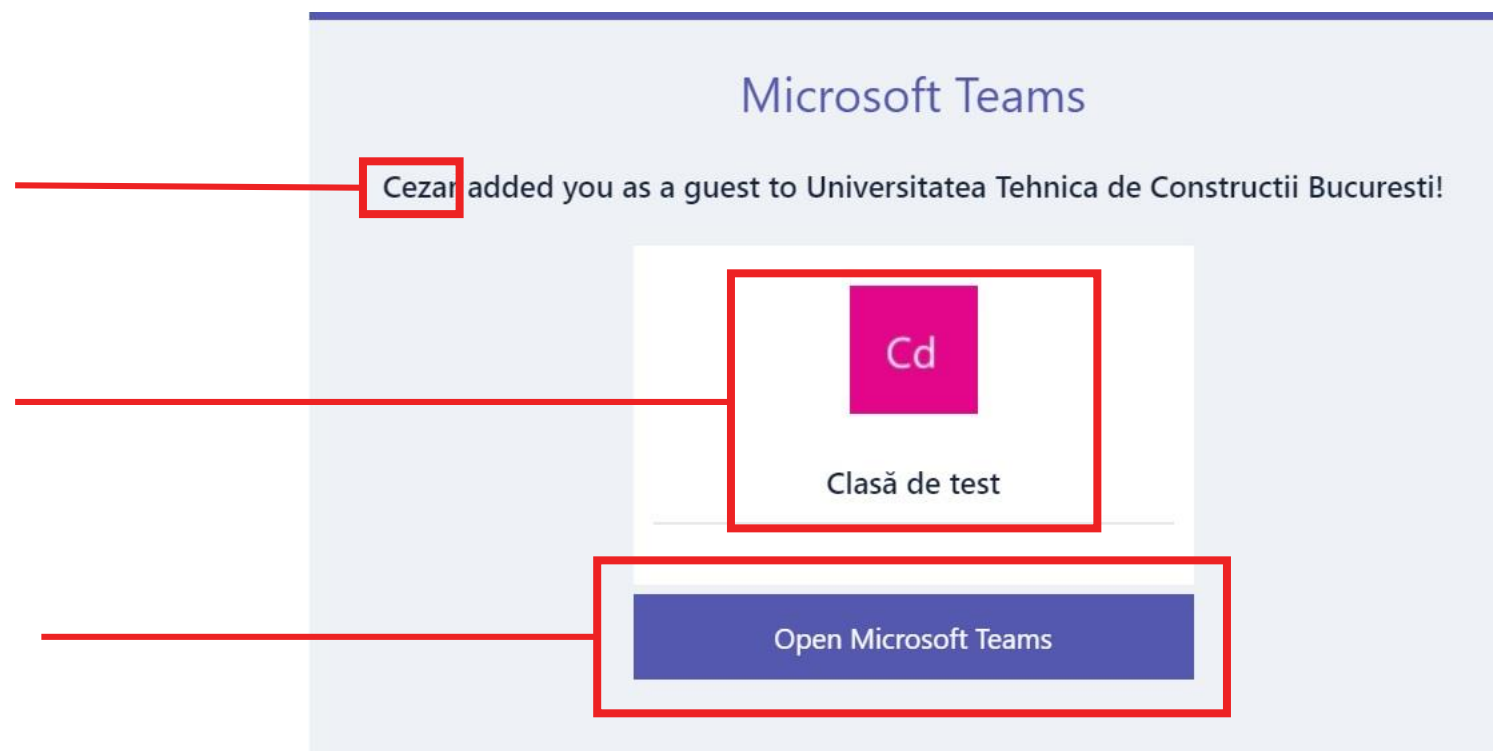 Microsoft Teams
Cezar added you as a guest to Universitatea Tehnica de Constructii Bucuresti!
Cd
Clasă de test
Open Microsoft Teams